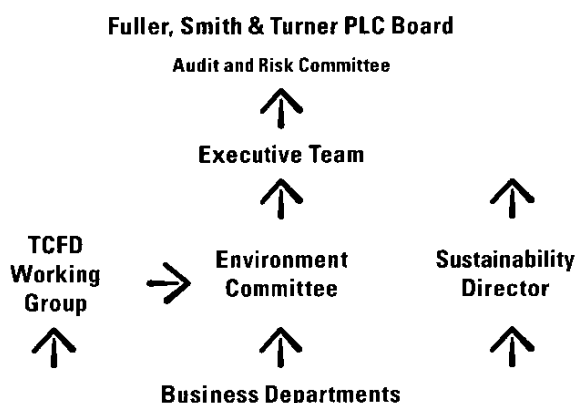 Fuller, Smith & Turner PLC Board
Audit and Risk Committee
Executive Team
TCFD
Working
Group
Environment
Committee
Sustainability
Director
Business Departments